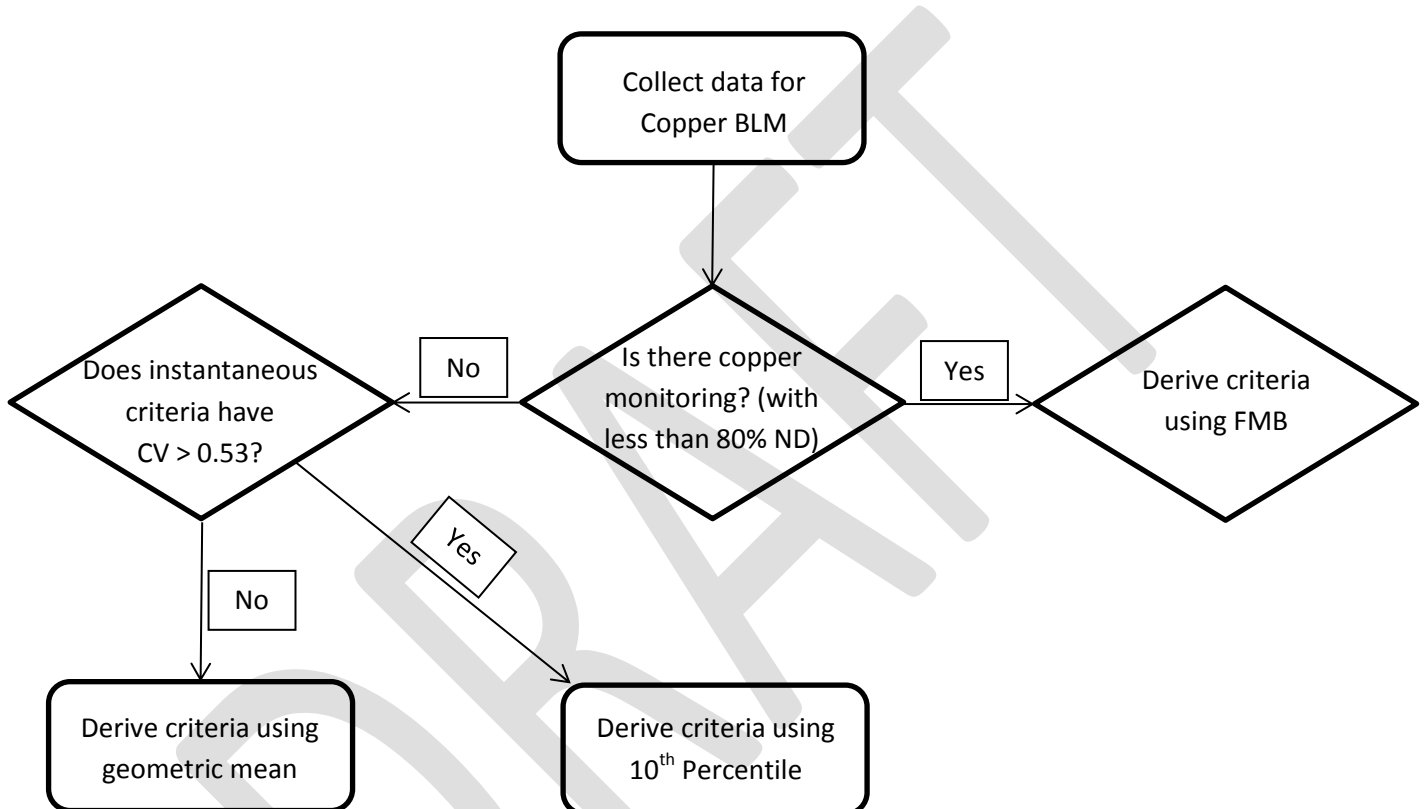 Collect data for
Copper BLM
Does instantaneous
criteria have
CV > 0.53?
No
Is there copper
monitoring? (with
less than 80% ND)
Yes
Derive criteria
using FMB
Yes
No
Derive criteria using
geometric mean
Derive criteria using
10th Percentile
DRAFT